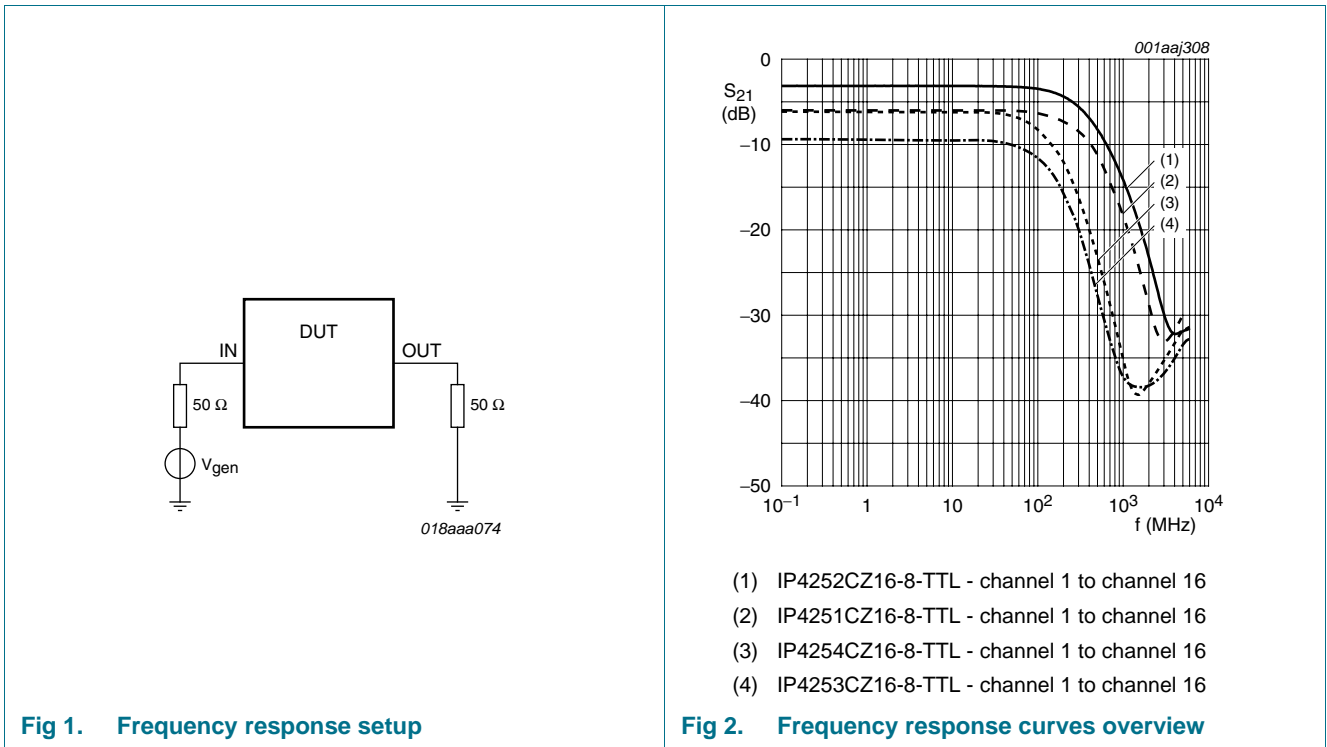 DUT
IN
OUT
50 Ω
50 Ω
Vgen
018aaa074
Fig 1. Frequency response setup
001aaj308
S21
(dB)
0
−10
−20
−30
−40
−50
(1)
(2)
(3)
(4)
10−1
1
10
10²
10³
10⁴
f (MHz)
(1) IP4252CZ16-8-TTL - channel 1 to channel 16
(2) IP4251CZ16-8-TTL - channel 1 to channel 16
(3) IP4254CZ16-8-TTL - channel 1 to channel 16
(4) IP4253CZ16-8-TTL - channel 1 to channel 16
Fig 2. Frequency response curves overview